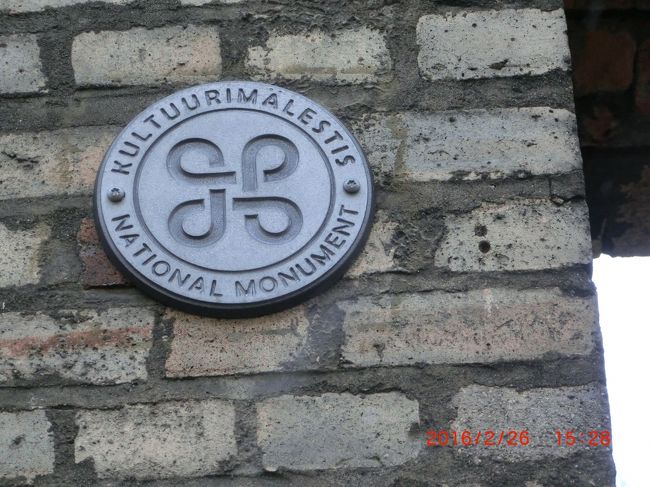 KULTUURIMÄLESTIS
NATIONAL MONUMENT
2016/2/26 15:28